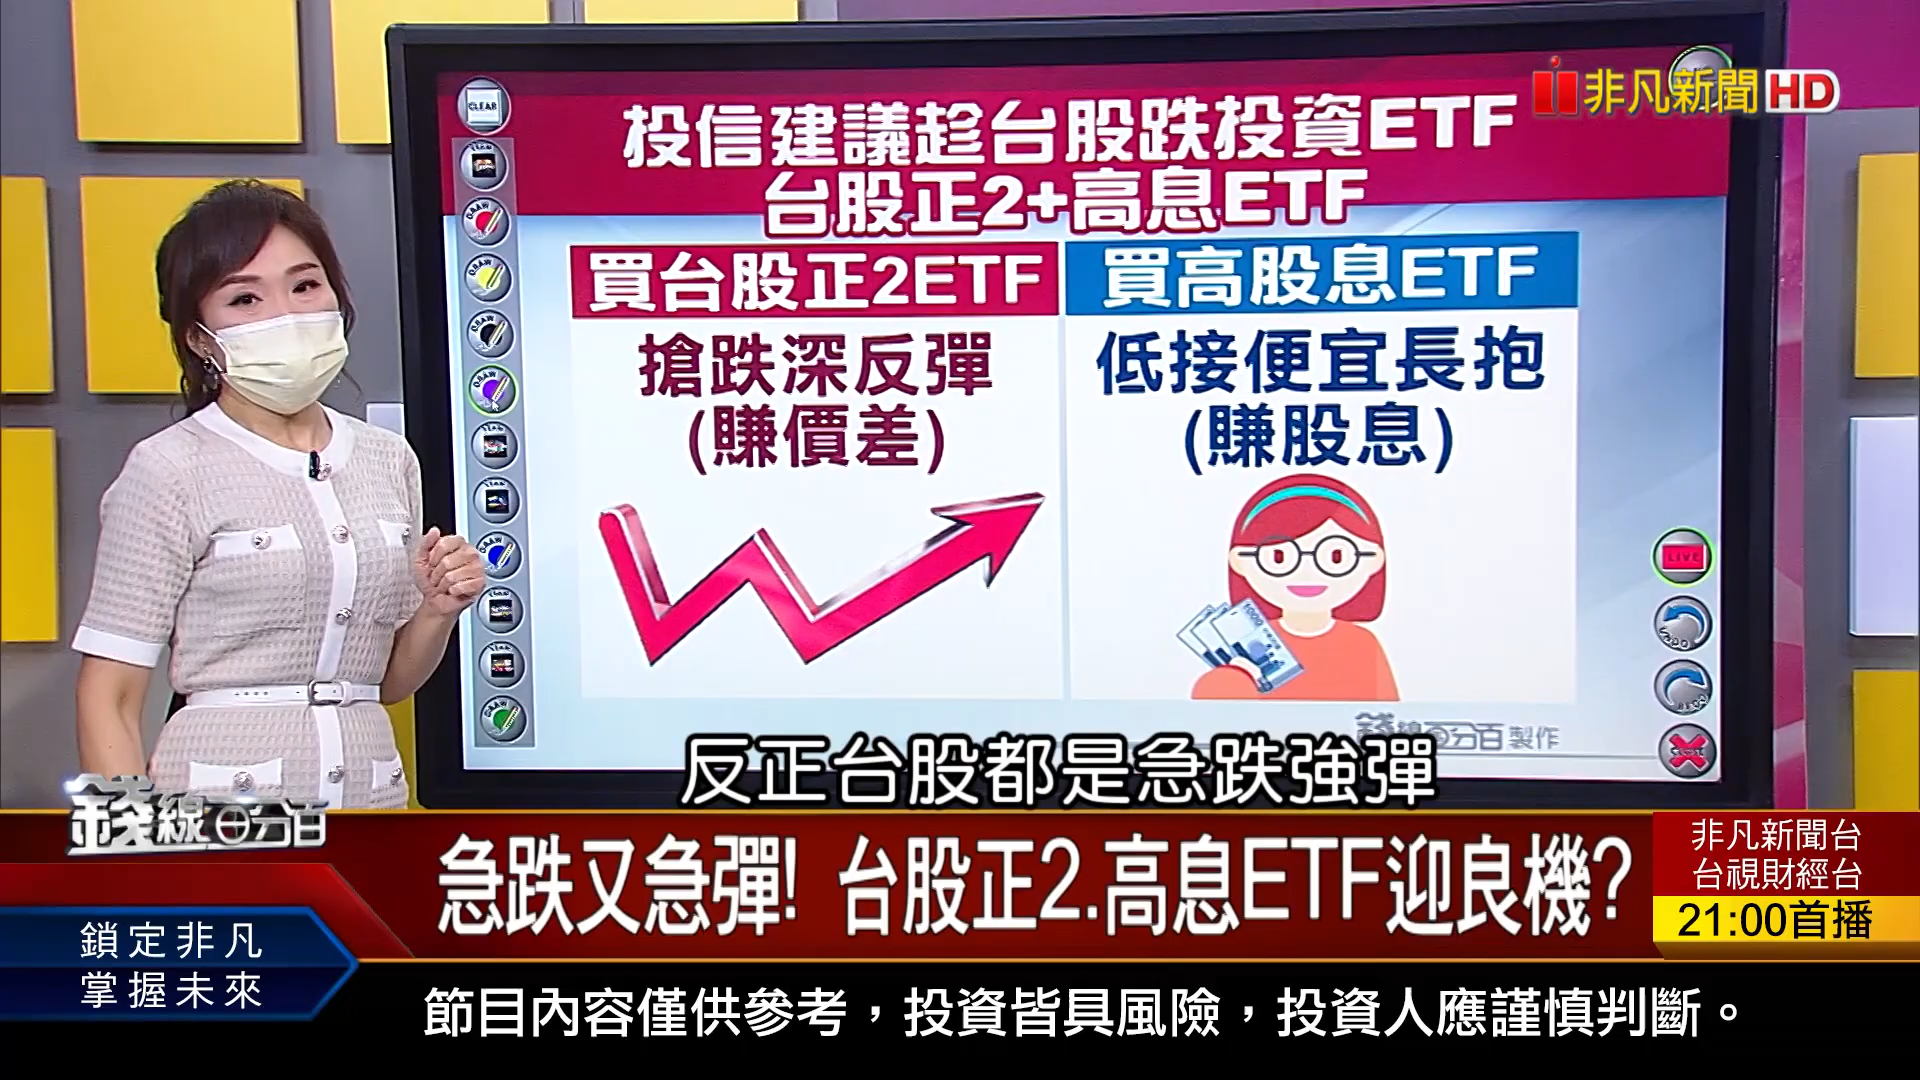 非凡新聞HD
CLEAR
投信建議趁台股跌投資ETF
台股正2+高息ETF
買台股正2ETF
買高股息ETF
搶跌深反彈
(賺價差)
低接便宜長抱
(賺股息)
1000
LIVE
錢線百分百製作
反正台股都是急跌強彈
錢線百分百
急跌又急彈! 台股正2.高息ETF迎良機?
非凡新聞台
台視財經台
21:00首播
鎖定非凡
掌握未來
節目內容僅供參考，投資皆具風險，投資人應謹慎判斷。